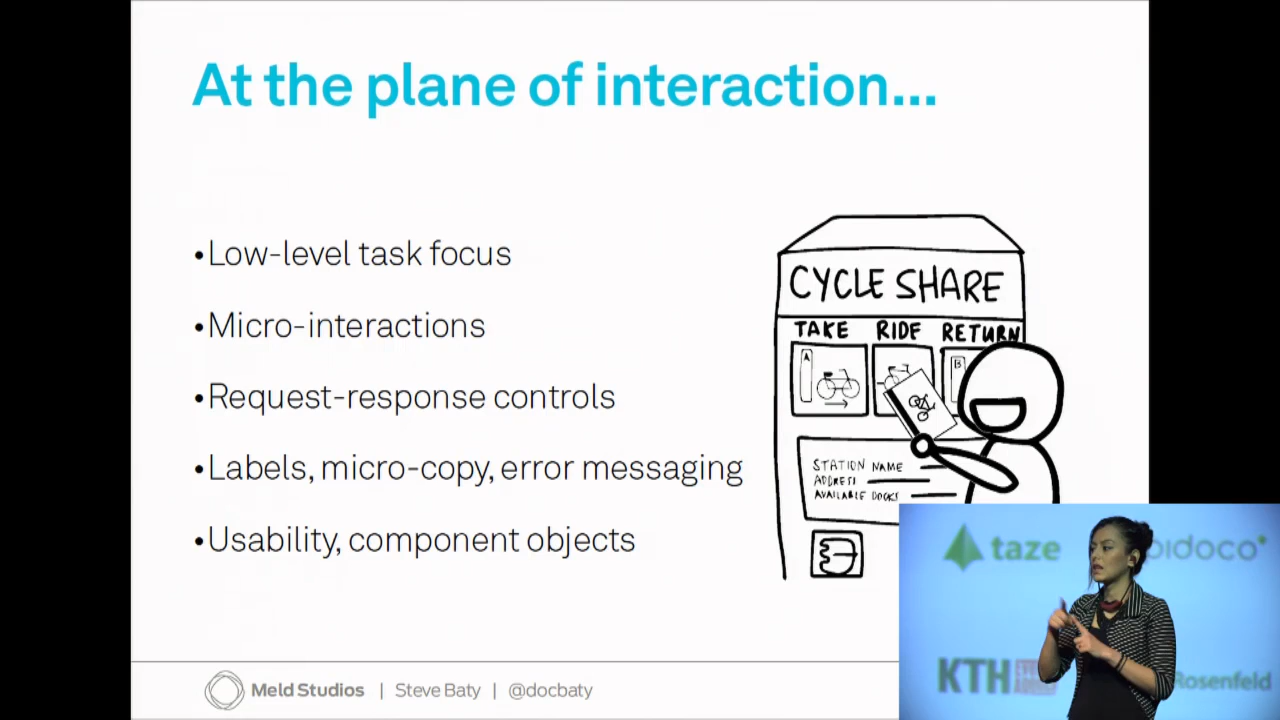 At the plane of interaction...
•Low-level task focus
•Micro-interactions
•Request-response controls
•Labels, micro-copy, error messaging
•Usability, component objects
CYCLE SHARE
TAKE RIDE RETURN
A
B
STATION NAME
ADDRESS
AVAILABLE DOCKS
Meld Studios | Steve Baty | @docbaty
taze
pidoco
KTH
Rosenfeld